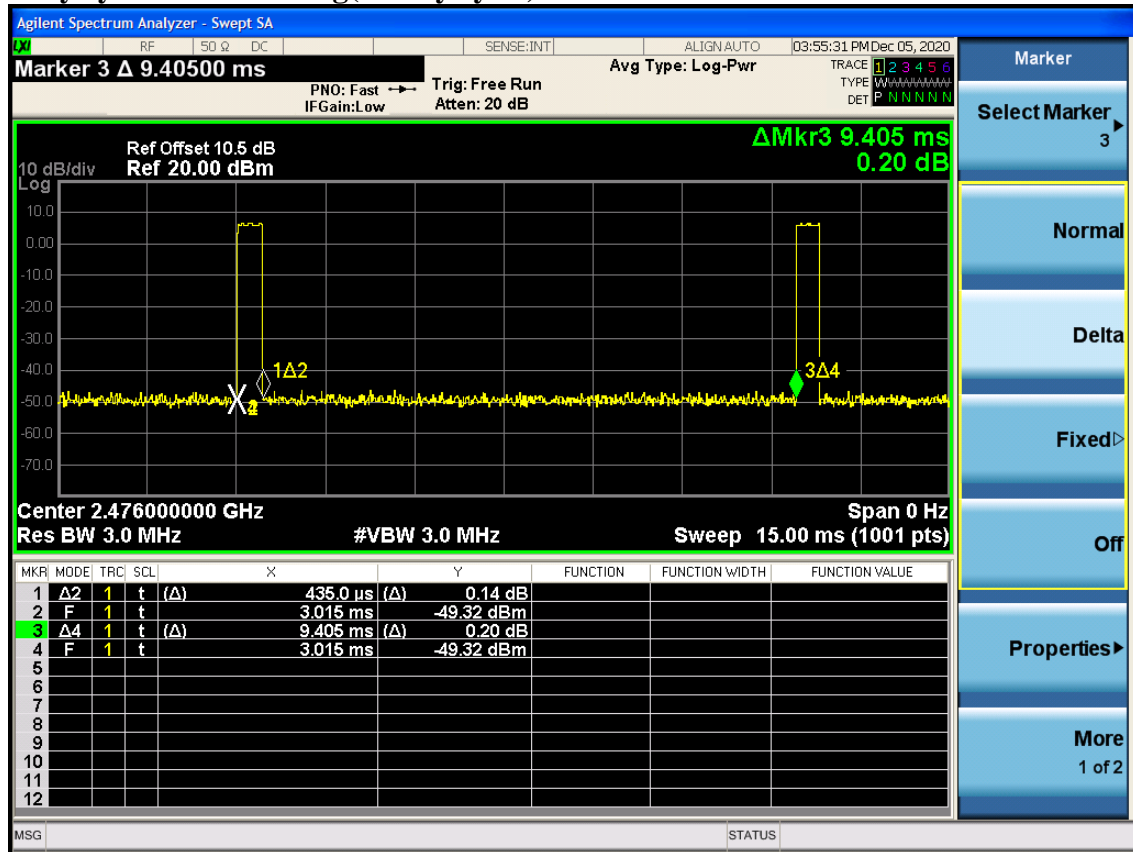 Agilent Spectrum Analyzer - Swept SA
LXI RF 50 Ω DC SENSE:INT ALIGN AUTO 03:55:31 PM Dec 05, 2020
Marker 3 Δ 9.40500 ms
PNO: Fast
IFGain:Low
Trig: Free Run
Atten: 20 dB
Avg Type: Log-Pwr
TRACE 1 2 3 4 5 6
TYPE WWWWWW
DET P N N N N N
ΔMkr3 9.405 ms
0.20 dB
Ref Offset 10.5 dB
10 dB/div Ref 20.00 dBm
Log
10.0
0.00
-10.0
-20.0
-30.0
-40.0
-50.0
-60.0
-70.0
1Δ2
3Δ4
Center 2.476000000 GHz Span 0 Hz
Res BW 3.0 MHz #VBW 3.0 MHz Sweep 15.00 ms (1001 pts)
MKR MODE TRC SCL X Y FUNCTION FUNCTION WIDTH FUNCTION VALUE
1 Δ2 1 t (Δ) 435.0 µs (Δ) 0.14 dB
2 F 1 t 3.015 ms -49.32 dBm
3 Δ4 1 t (Δ) 9.405 ms (Δ) 0.20 dB
4 F 1 t 3.015 ms -49.32 dBm
5
6
7
8
9
10
11
12
MSG STATUS
Marker
Select Marker
3
Normal
Delta
Fixed
Off
Properties
More
1 of 2